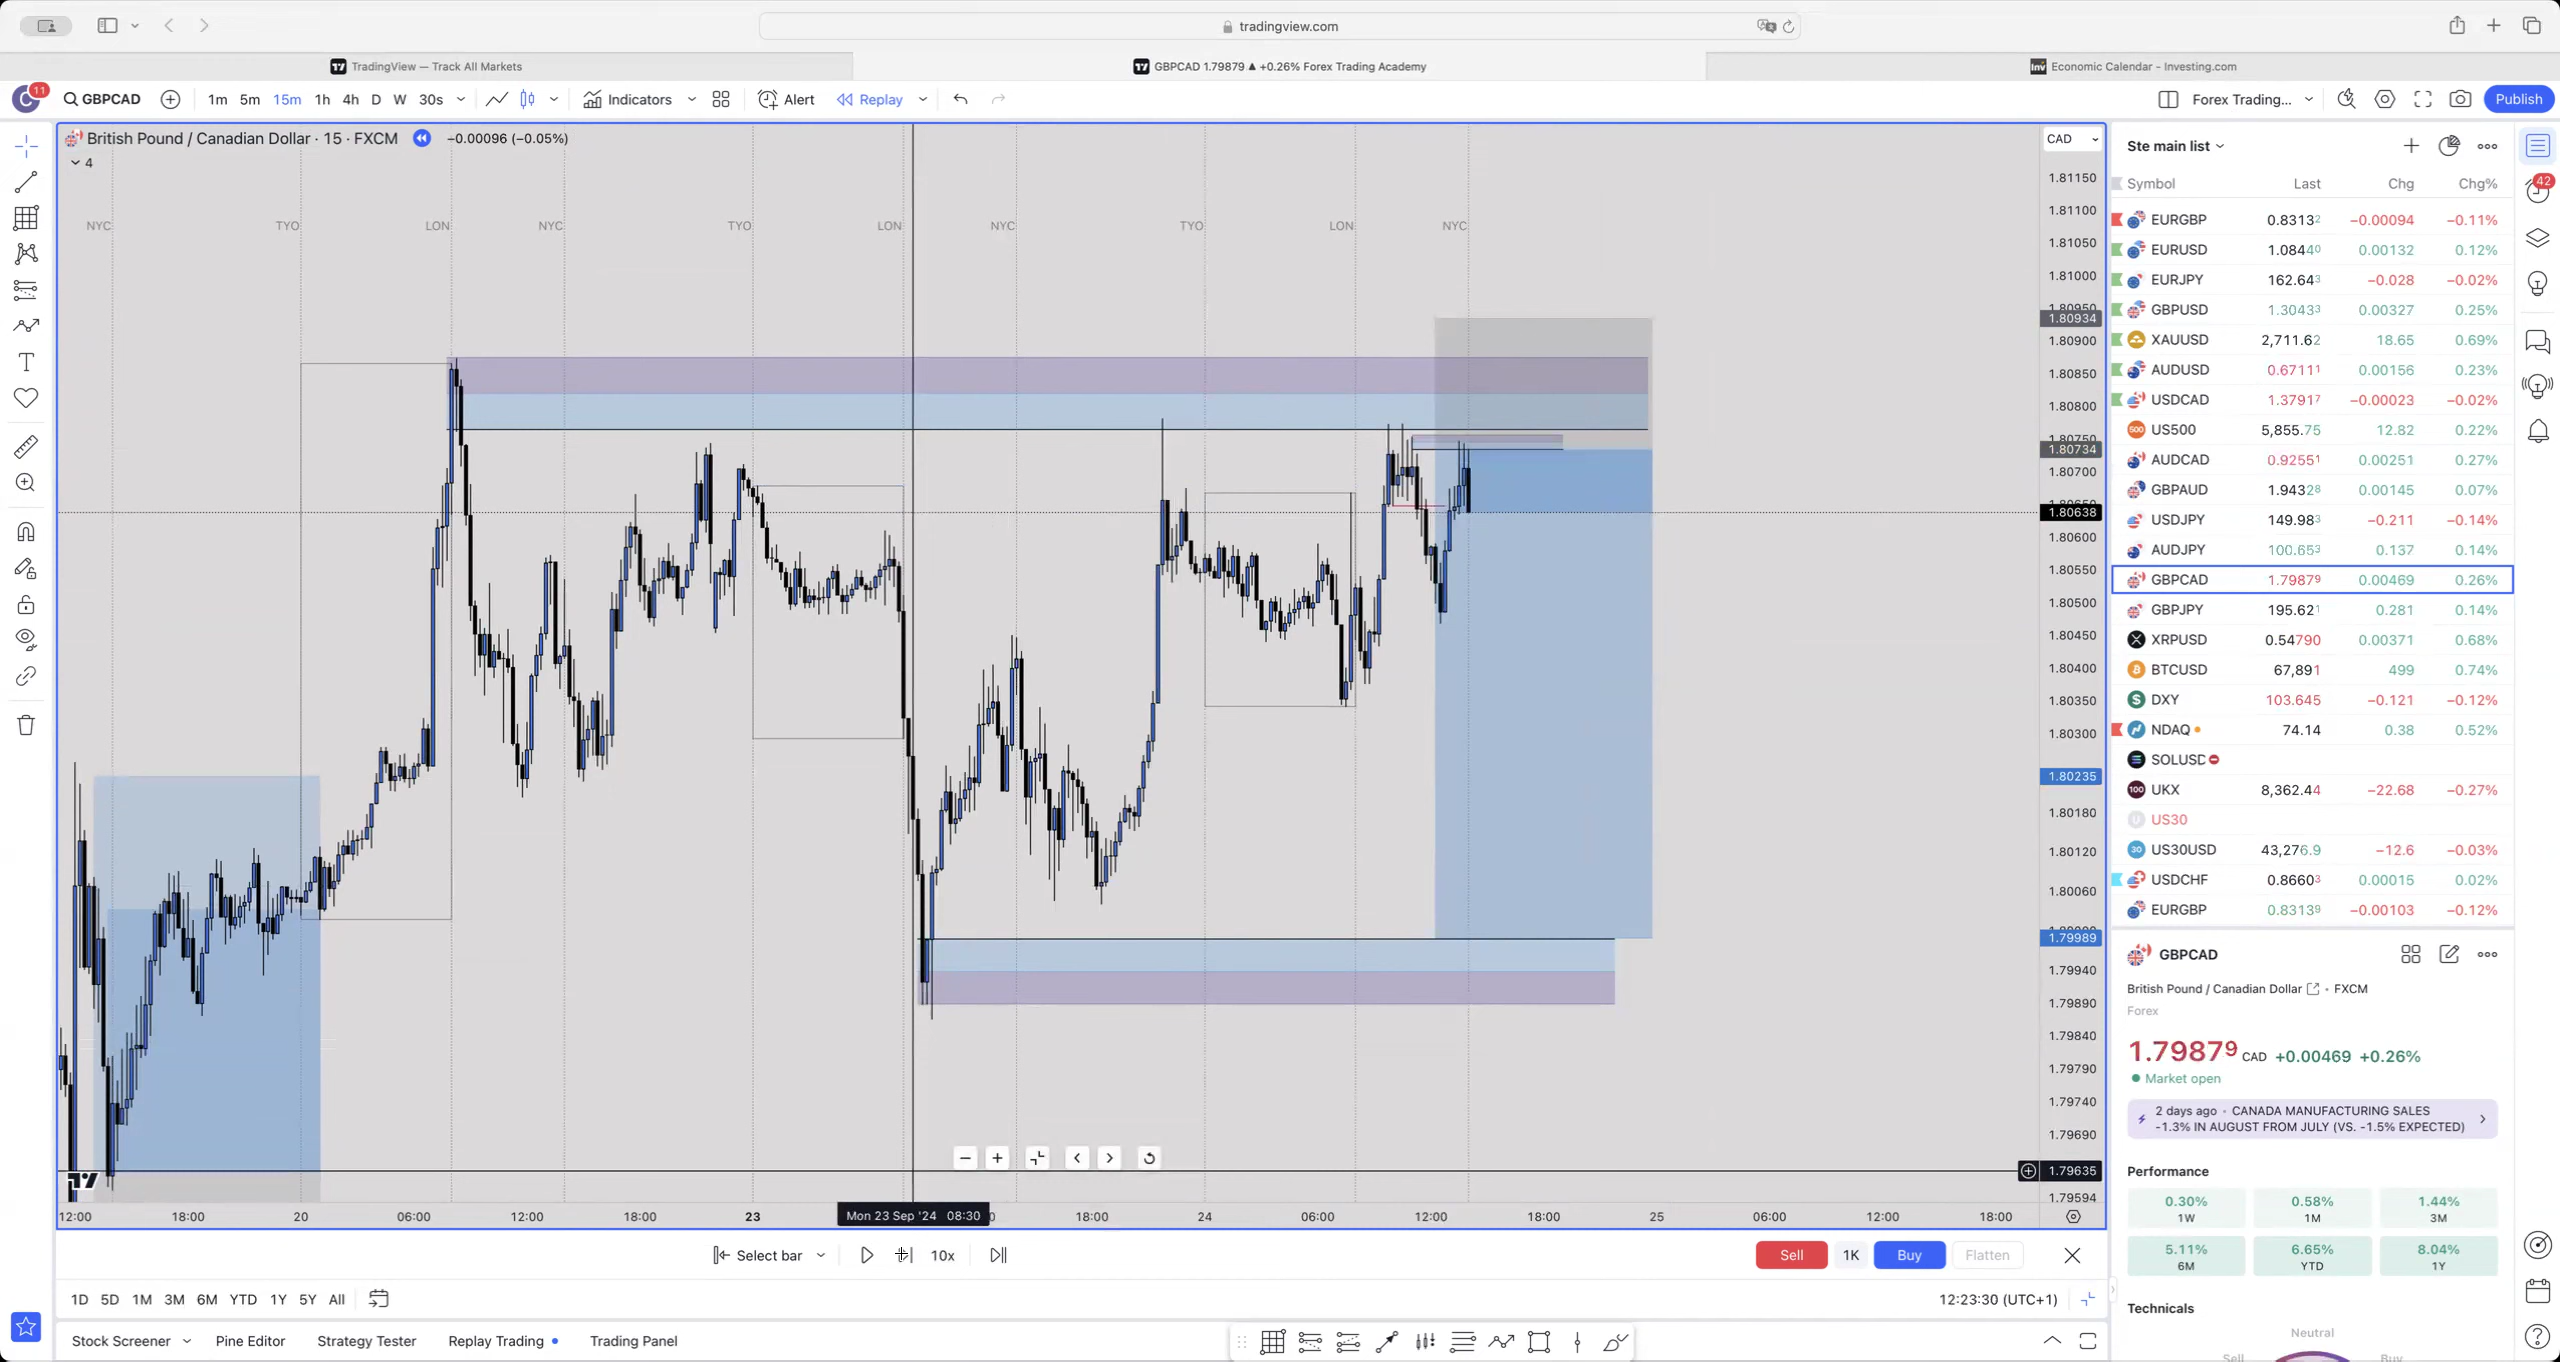 tradingview.com
TradingView — Track All Markets
GBPCAD 1.79879 ▲ +0.26% Forex Trading Academy
Economic Calendar - Investing.com
C 11
GBPCAD
1m 5m 15m 1h 4h D W 30s
Indicators
Alert
Replay
Forex Trading...
Publish
British Pound / Canadian Dollar · 15 · FXCM
−0.00096 (−0.05%)
4
NYC TYO LON NYC TYO LON NYC TYO LON NYC
CAD
1.81150
1.81100
1.81050
1.81000
1.80934
1.80900
1.80850
1.80800
1.80734
1.80700
1.80638
1.80600
1.80550
1.80500
1.80450
1.80400
1.80350
1.80300
1.80235
1.80180
1.80120
1.80060
1.79989
1.79940
1.79890
1.79840
1.79790
1.79740
1.79690
1.79635
1.79594
12:00 18:00 20 06:00 12:00 18:00 23 Mon 23 Sep '24 08:30 18:00 24 06:00 12:00 18:00 25 06:00 12:00 18:00
Select bar
10x
Sell 1K Buy Flatten
1D 5D 1M 3M 6M YTD 1Y 5Y All
12:23:30 (UTC+1)
Stock Screener Pine Editor Strategy Tester Replay Trading Trading Panel
Ste main list
42
Symbol Last Chg Chg%
EURGBP 0.83132 −0.00094 −0.11%
EURUSD 1.08440 0.00132 0.12%
EURJPY 162.643 −0.028 −0.02%
GBPUSD 1.30433 0.00327 0.25%
XAUUSD 2,711.62 18.65 0.69%
AUDUSD 0.67111 0.00156 0.23%
USDCAD 1.37917 −0.00023 −0.02%
500 US500 5,855.75 12.82 0.22%
AUDCAD 0.92551 0.00251 0.27%
GBPAUD 1.94328 0.00145 0.07%
USDJPY 149.983 −0.211 −0.14%
AUDJPY 100.653 0.137 0.14%
GBPCAD 1.79879 0.00469 0.26%
GBPJPY 195.621 0.281 0.14%
XRPUSD 0.54790 0.00371 0.68%
BTCUSD 67,891 499 0.74%
DXY 103.645 −0.121 −0.12%
NDAQ 74.14 0.38 0.52%
SOLUSD
100 UKX 8,362.44 −22.68 −0.27%
U US30
30 US30USD 43,276.9 −12.6 −0.03%
USDCHF 0.86603 0.00015 0.02%
EURGBP 0.83139 −0.00103 −0.12%
GBPCAD
British Pound / Canadian Dollar • FXCM
Forex
1.79879 CAD +0.00469 +0.26%
Market open
2 days ago • CANADA MANUFACTURING SALES
-1.3% IN AUGUST FROM JULY (VS. -1.5% EXPECTED)
Performance
0.30% 0.58% 1.44%
1W 1M 3M
5.11% 6.65% 8.04%
6M YTD 1Y
Technicals
Neutral
Sell Buy